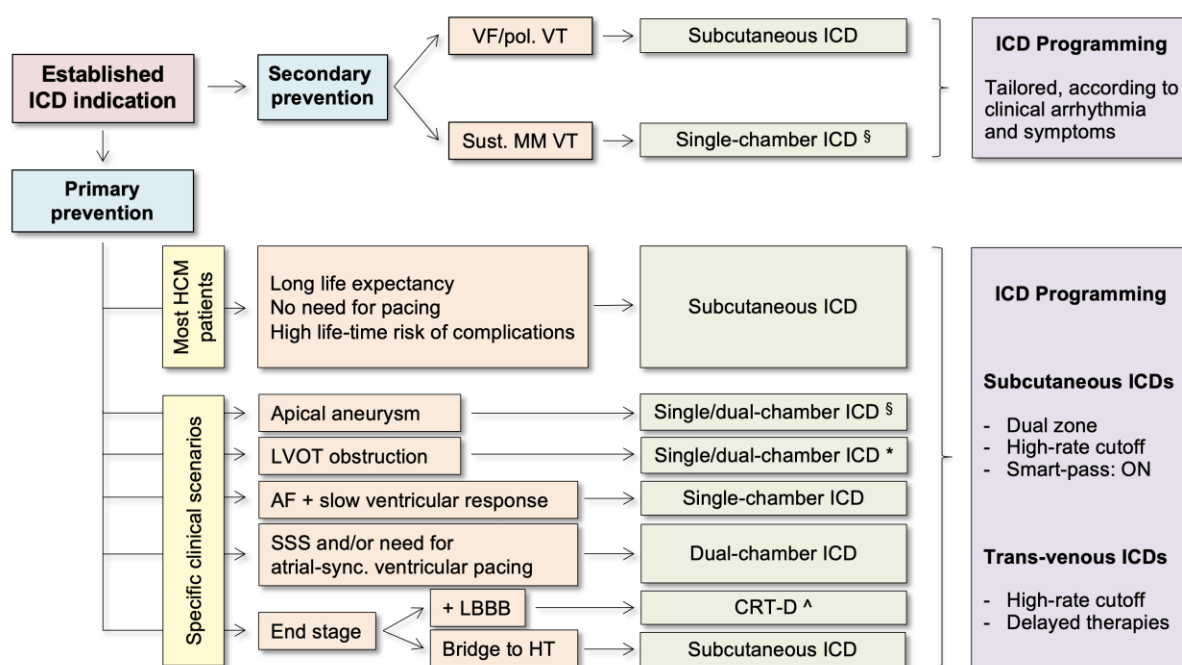 Established
ICD indication
Secondary
prevention
VF/pol. VT
Subcutaneous ICD
Sust. MM VT
Single-chamber ICD §
ICD Programming
Tailored, according to
clinical arrhythmia
and symptoms
Primary
prevention
Most HCM
patients
Long life expectancy
No need for pacing
High life-time risk of complications
Subcutaneous ICD
Specific clinical scenarios
Apical aneurysm
Single/dual-chamber ICD §
LVOT obstruction
Single/dual-chamber ICD *
AF + slow ventricular response
Single-chamber ICD
SSS and/or need for
atrial-sync. ventricular pacing
Dual-chamber ICD
End stage
+ LBBB
CRT-D ^
Bridge to HT
Subcutaneous ICD
ICD Programming
Subcutaneous ICDs
- Dual zone
- High-rate cutoff
- Smart-pass: ON
Trans-venous ICDs
- High-rate cutoff
- Delayed therapies